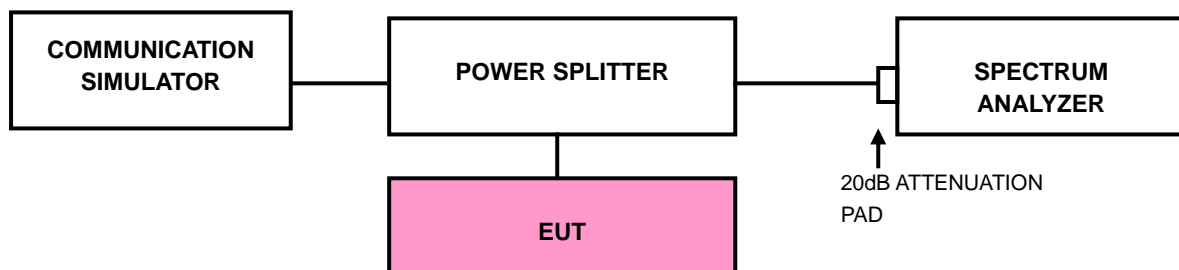 COMMUNICATION
SIMULATOR
POWER SPLITTER
SPECTRUM
ANALYZER
20dB ATTENUATION
PAD
EUT